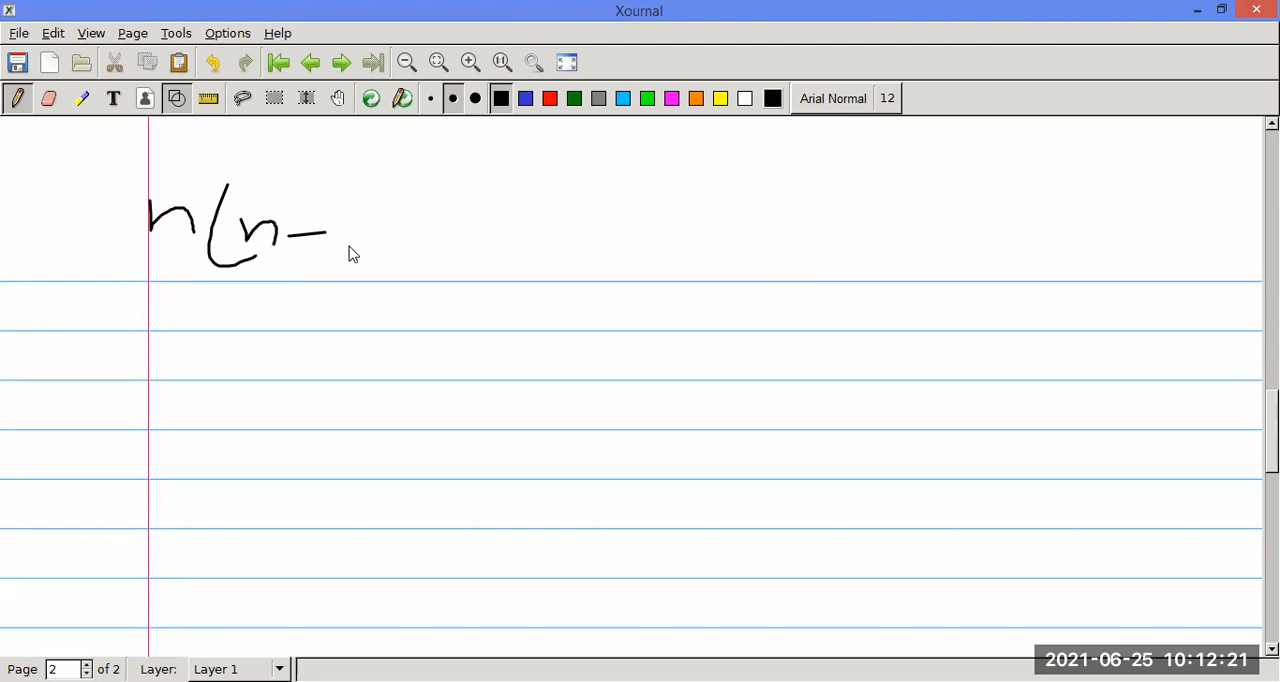 Xournal
File Edit View Page Tools Options Help
Arial Normal 12
n(n-
Page 2 of 2 Layer: Layer 1
2021-06-25 10:12:21